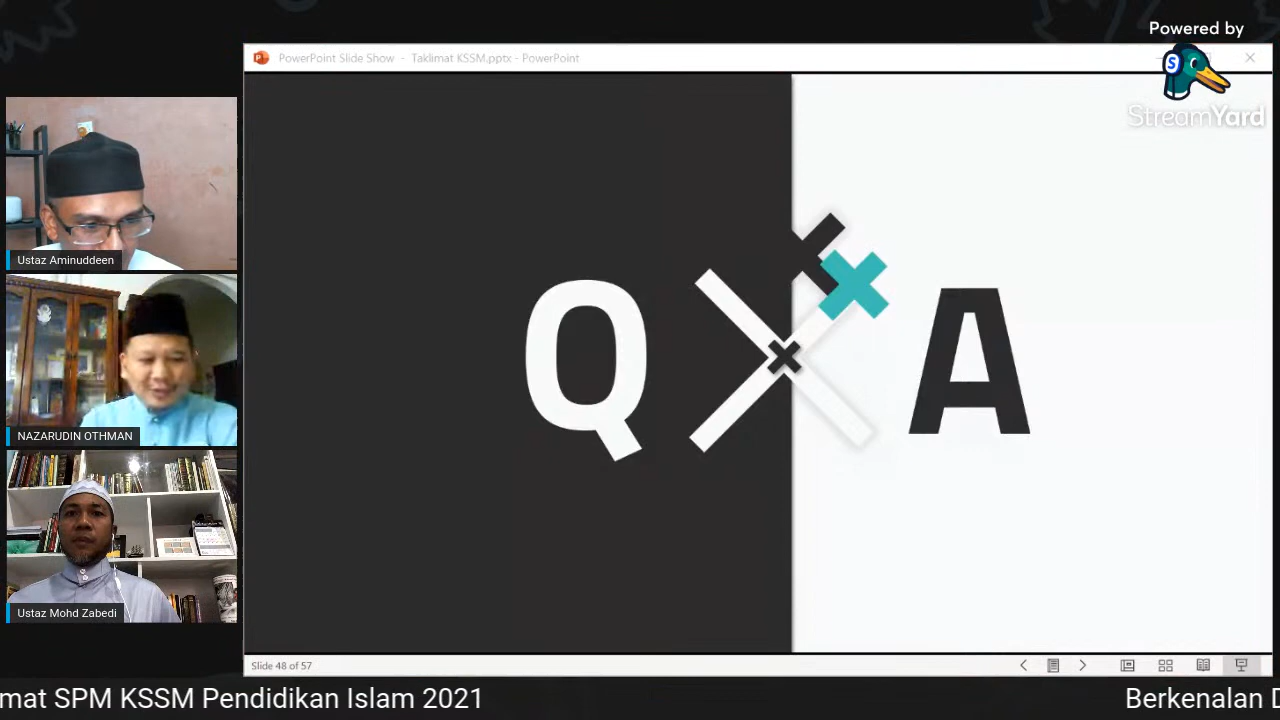 Powered by
StreamYard
PowerPoint Slide Show - Taklimat KSSM.pptx - PowerPoint
Q
A
Ustaz Aminuddeen
NAZARUDIN OTHMAN
Ustaz Mohd Zabedi
Slide 48 of 57
mat SPM KSSM Pendidikan Islam 2021
Berkenalan D